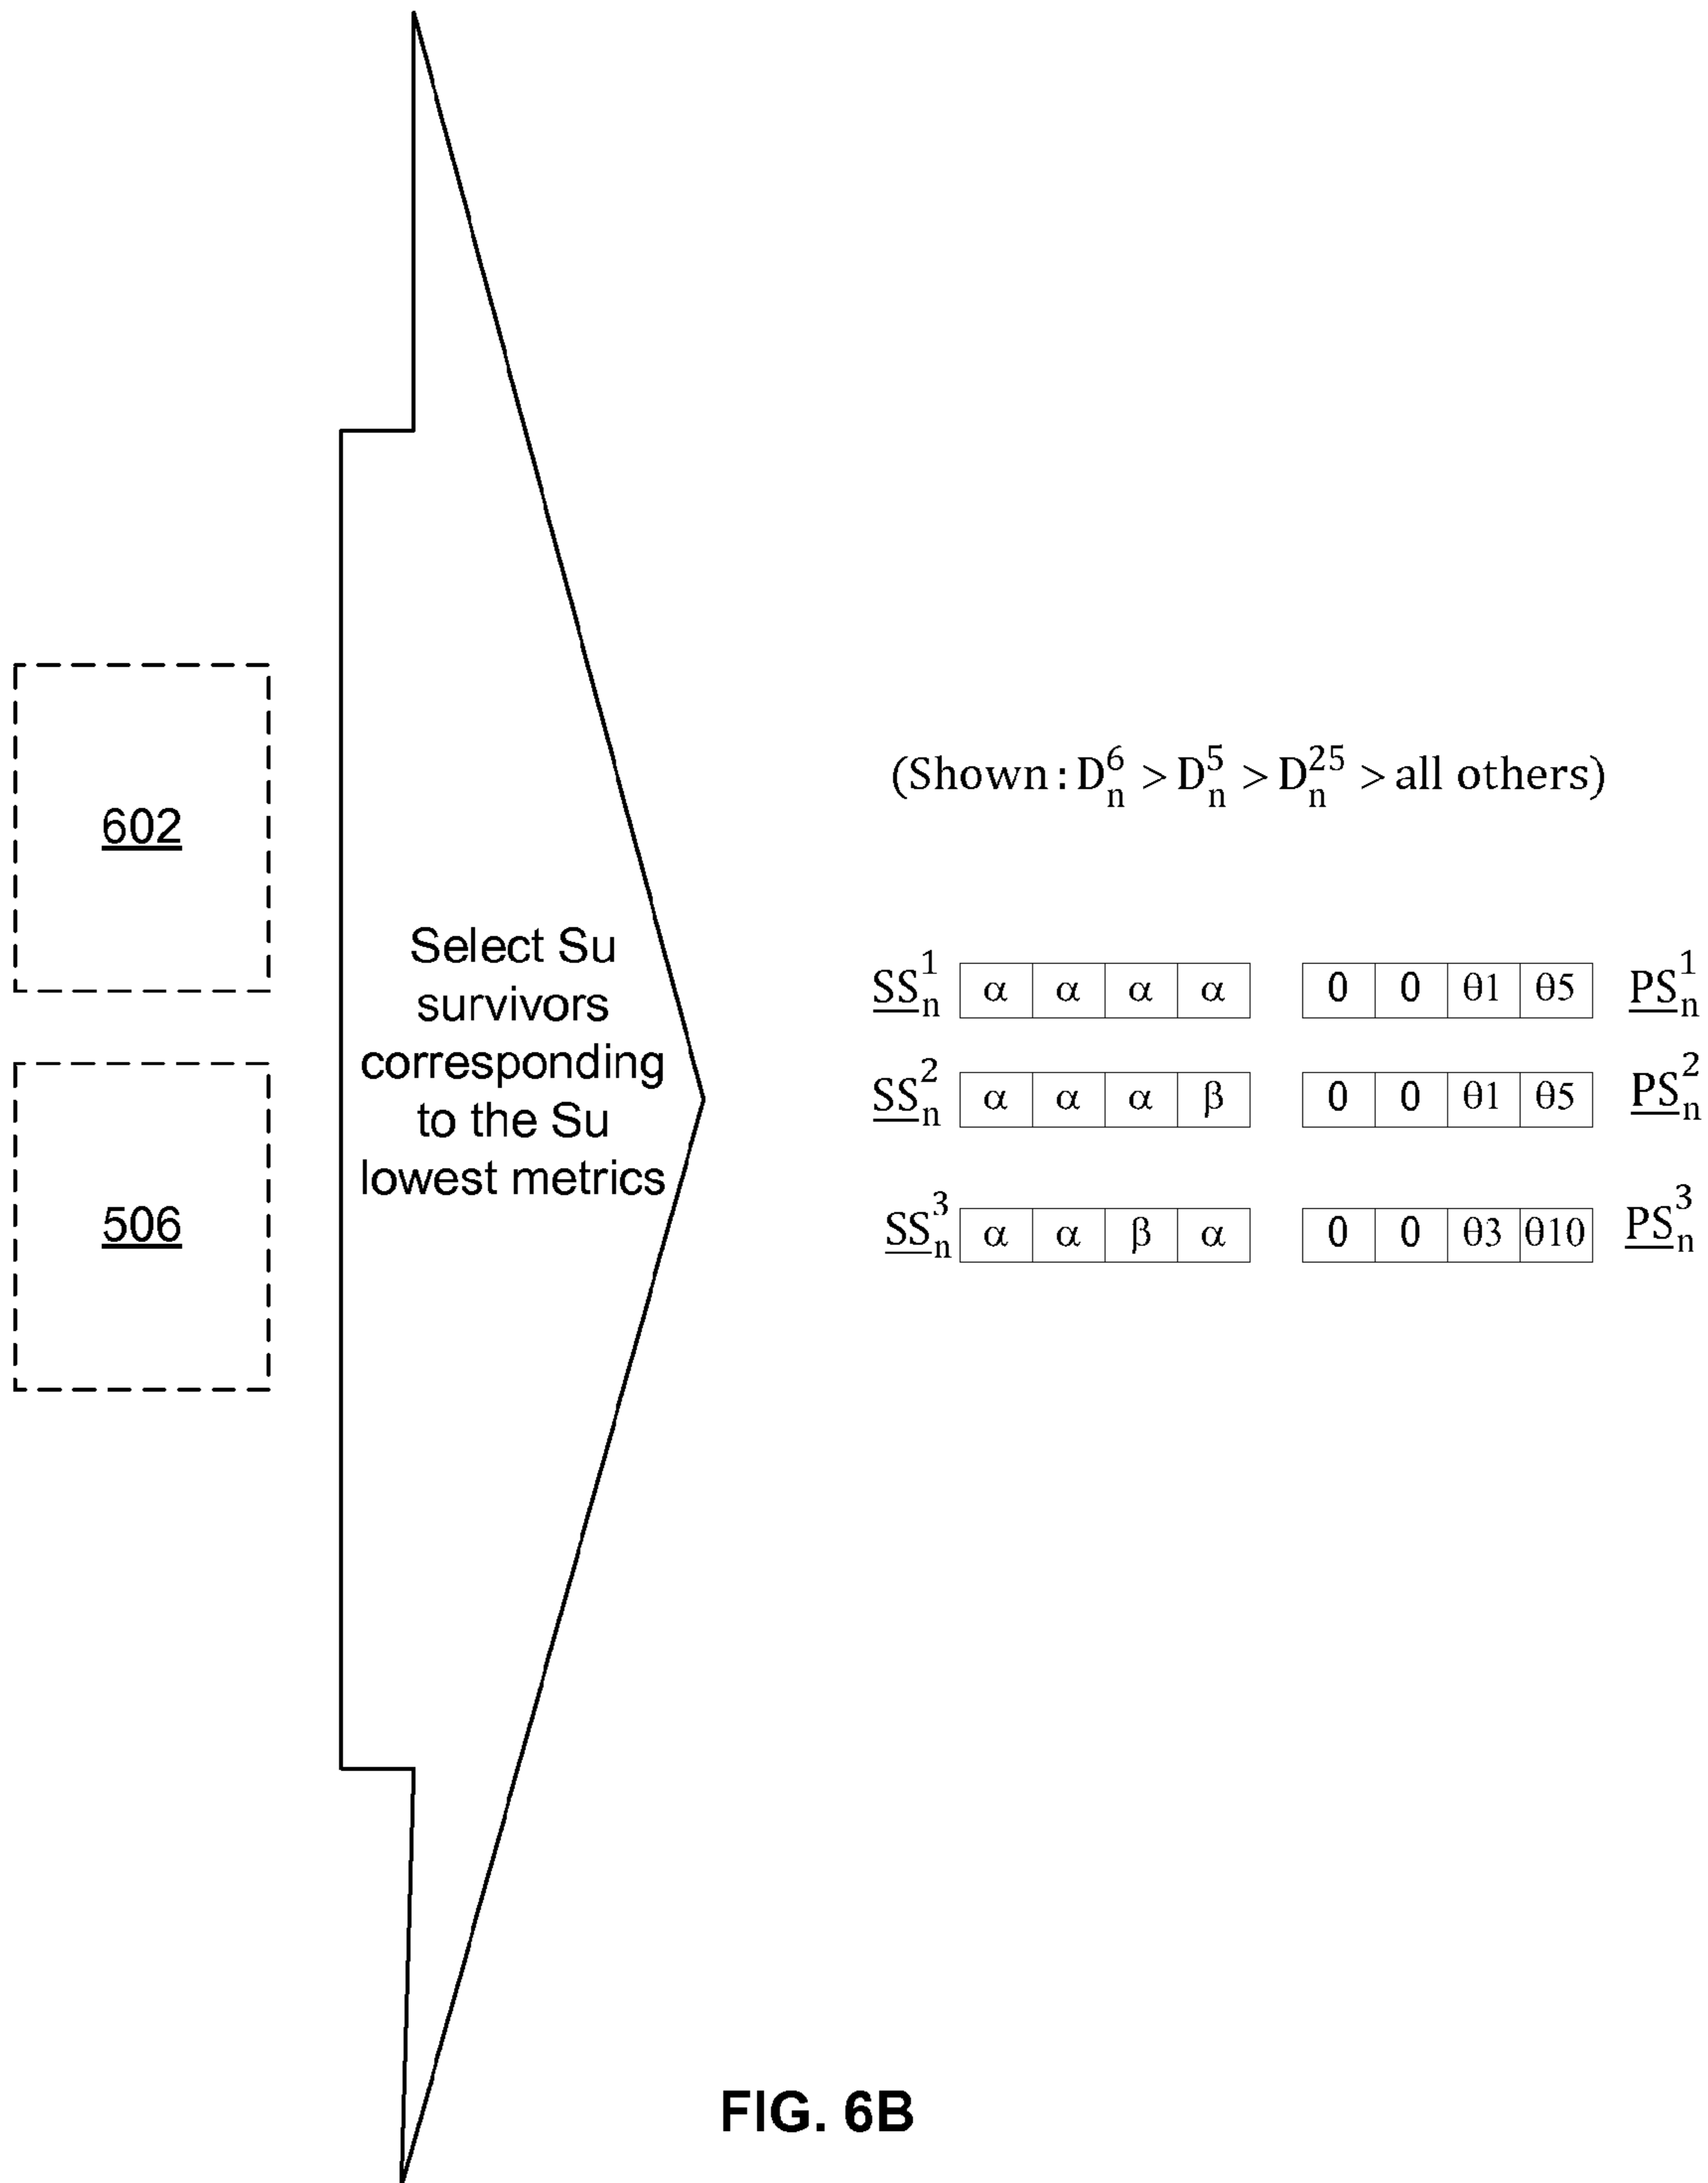 602
506
Select Su
survivors
corresponding
to the Su
lowest metrics
(Shown : D_n^6 > D_n^5 > D_n^25 > all others)
SS_n^1 α α α α 0 0 θ1 θ5 PS_n^1
SS_n^2 α α α β 0 0 θ1 θ5 PS_n^2
SS_n^3 α α β α 0 0 θ3 θ10 PS_n^3
FIG. 6B